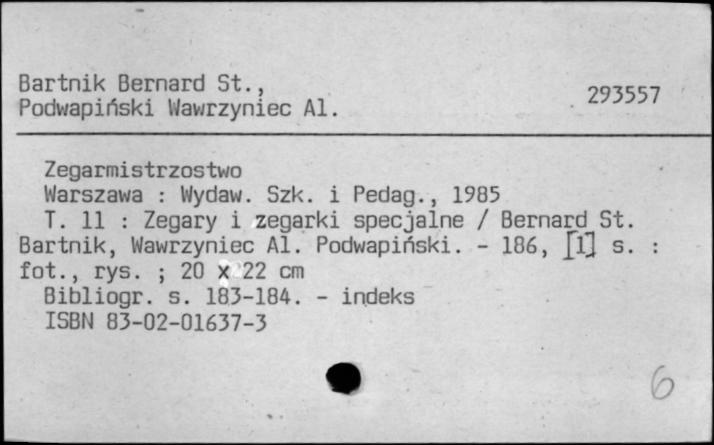 Bartnik Bernard St.,
Podwapiński Wawrzyniec Al.
293557
Zegarmistrzostwo
Warszawa : Wydaw. Szk. i Pedag., 1985
T. 11 : Zegary i zegarki specjalne / Bernard St.
Bartnik, Wawrzyniec Al. Podwapiński. - 186, [1] s. :
fot., rys. ; 20 x 22 cm
Bibliogr. s. 183-184. - indeks
ISBN 83-02-01637-3
6